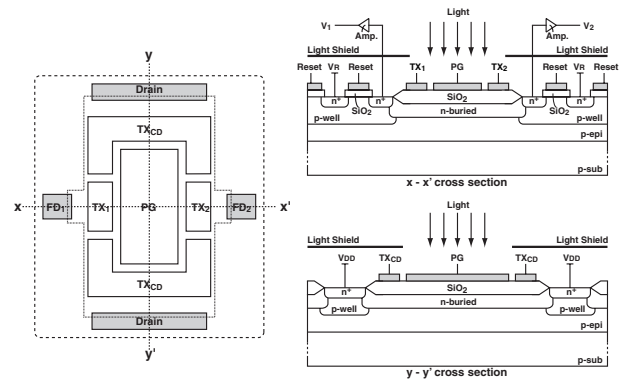 y
Drain
TXCD
x FD1 TX1 PG TX2 FD2 x'
TXCD
Drain
y'
V1 Amp. Light Amp. V2
Light Shield Light Shield
Reset VR Reset TX1 PG TX2 Reset VR Reset
n+ n+ SiO2 n+ n+
SiO2 SiO2
p-well n-buried p-well
p-epi
p-sub
x - x' cross section
Light
Light Shield Light Shield
VDD TXCD PG TXCD VDD
n+ SiO2 n+
p-well n-buried p-well
p-epi
p-sub
y - y' cross section